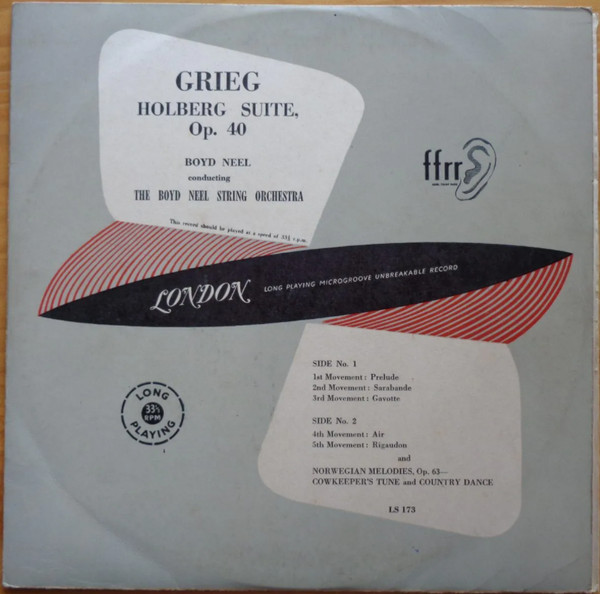 GRIEG
HOLBERG SUITE,
Op. 40
BOYD NEEL
conducting
THE BOYD NEEL STRING ORCHESTRA
This record should be played at a speed of 33⅓ r.p.m.
ffrr
LONDON LONG PLAYING MICROGROOVE UNBREAKABLE RECORD
LONG
33⅓
RPM
PLAYING
SIDE No. 1
1st Movement: Prelude
2nd Movement: Sarabande
3rd Movement: Gavotte
SIDE No. 2
4th Movement: Air
5th Movement: Rigaudon
and
NORWEGIAN MELODIES, Op. 63—
COWKEEPER'S TUNE and COUNTRY DANCE
LS 173